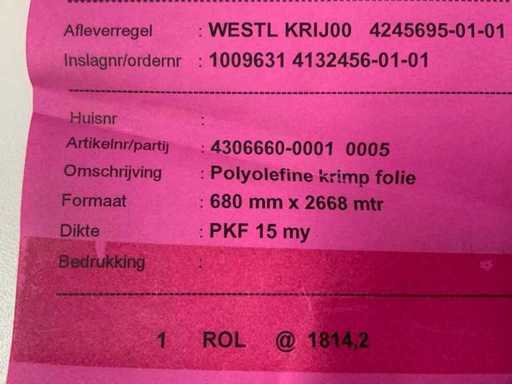 Afleverregel : WESTL KRIJ00 4245695-01-01
Inslagnr/ordernr : 1009631 4132456-01-01
Huisnr :
Artikelnr/partij : 4306660-0001 0005
Omschrijving : Polyolefine krimp folie
Formaat : 680 mm x 2668 mtr
Dikte : PKF 15 my
Bedrukking :
1 ROL @ 1814,2